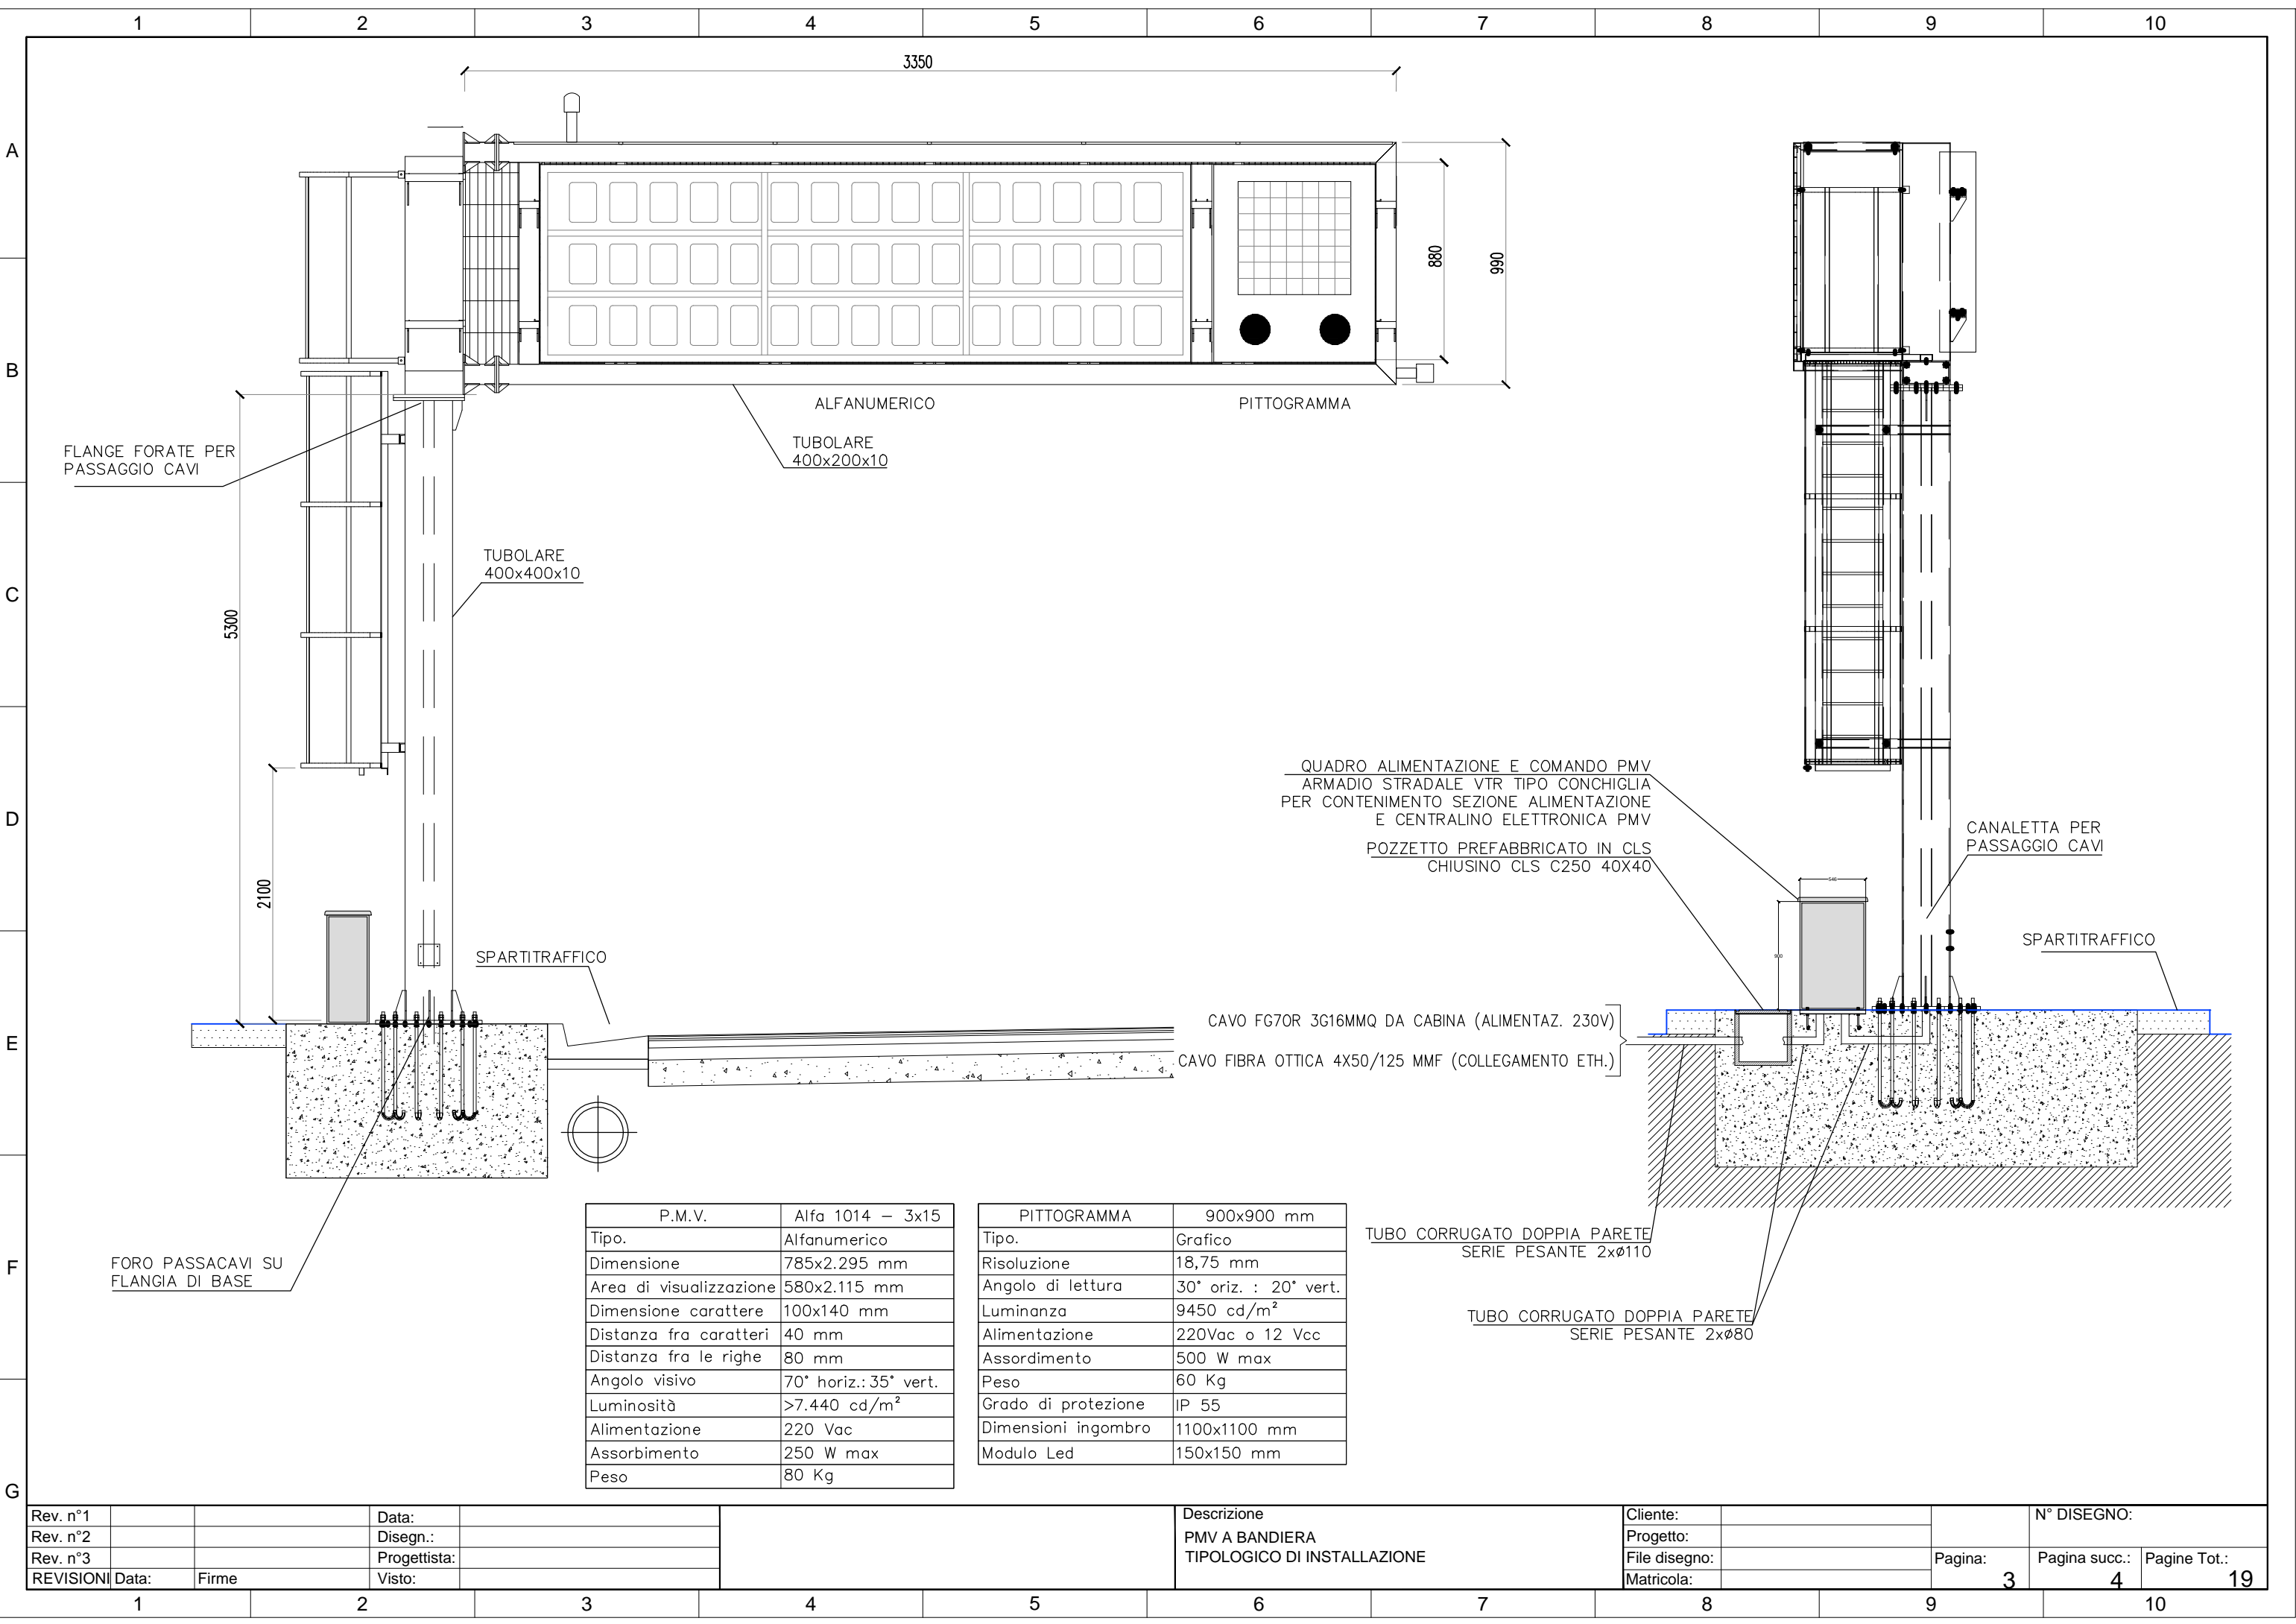 1 2 3 4 5 6 7 8 9 10
A
B
C
D
E
F
G
3350
880
990
ALFANUMERICO
PITTOGRAMMA
TUBOLARE
400x200x10
FLANGE FORATE PER
PASSAGGIO CAVI
TUBOLARE
400x400x10
5300
2100
SPARTITRAFFICO
FORO PASSACAVI SU
FLANGIA DI BASE
QUADRO ALIMENTAZIONE E COMANDO PMV
ARMADIO STRADALE VTR TIPO CONCHIGLIA
PER CONTENIMENTO SEZIONE ALIMENTAZIONE
E CENTRALINO ELETTRONICA PMV
POZZETTO PREFABBRICATO IN CLS
CHIUSINO CLS C250 40X40
CANALETTA PER
PASSAGGIO CAVI
SPARTITRAFFICO
CAVO FG7OR 3G16MMQ DA CABINA (ALIMENTAZ. 230V)
CAVO FIBRA OTTICA 4X50/125 MMF (COLLEGAMENTO ETH.)
TUBO CORRUGATO DOPPIA PARETE
SERIE PESANTE 2xø110
TUBO CORRUGATO DOPPIA PARETE
SERIE PESANTE 2xø80
P.M.V. Alfa 1014 – 3x15
Tipo. Alfanumerico
Dimensione 785x2.295 mm
Area di visualizzazione 580x2.115 mm
Dimensione carattere 100x140 mm
Distanza fra caratteri 40 mm
Distanza fra le righe 80 mm
Angolo visivo 70° horiz.: 35° vert.
Luminosità >7.440 cd/m²
Alimentazione 220 Vac
Assorbimento 250 W max
Peso 80 Kg
PITTOGRAMMA 900x900 mm
Tipo. Grafico
Risoluzione 18,75 mm
Angolo di lettura 30° oriz. : 20° vert.
Luminanza 9450 cd/m²
Alimentazione 220Vac o 12 Vcc
Assordimento 500 W max
Peso 60 Kg
Grado di protezione IP 55
Dimensioni ingombro 1100x1100 mm
Modulo Led 150x150 mm
Rev. n°1
Rev. n°2
Rev. n°3
REVISIONI Data: Firme
Data:
Disegn.:
Progettista:
Visto:
Descrizione
PMV A BANDIERA
TIPOLOGICO DI INSTALLAZIONE
Cliente:
Progetto:
File disegno:
Matricola:
N° DISEGNO:
Pagina: 3
Pagina succ.: 4
Pagine Tot.: 19
1 2 3 4 5 6 7 8 9 10